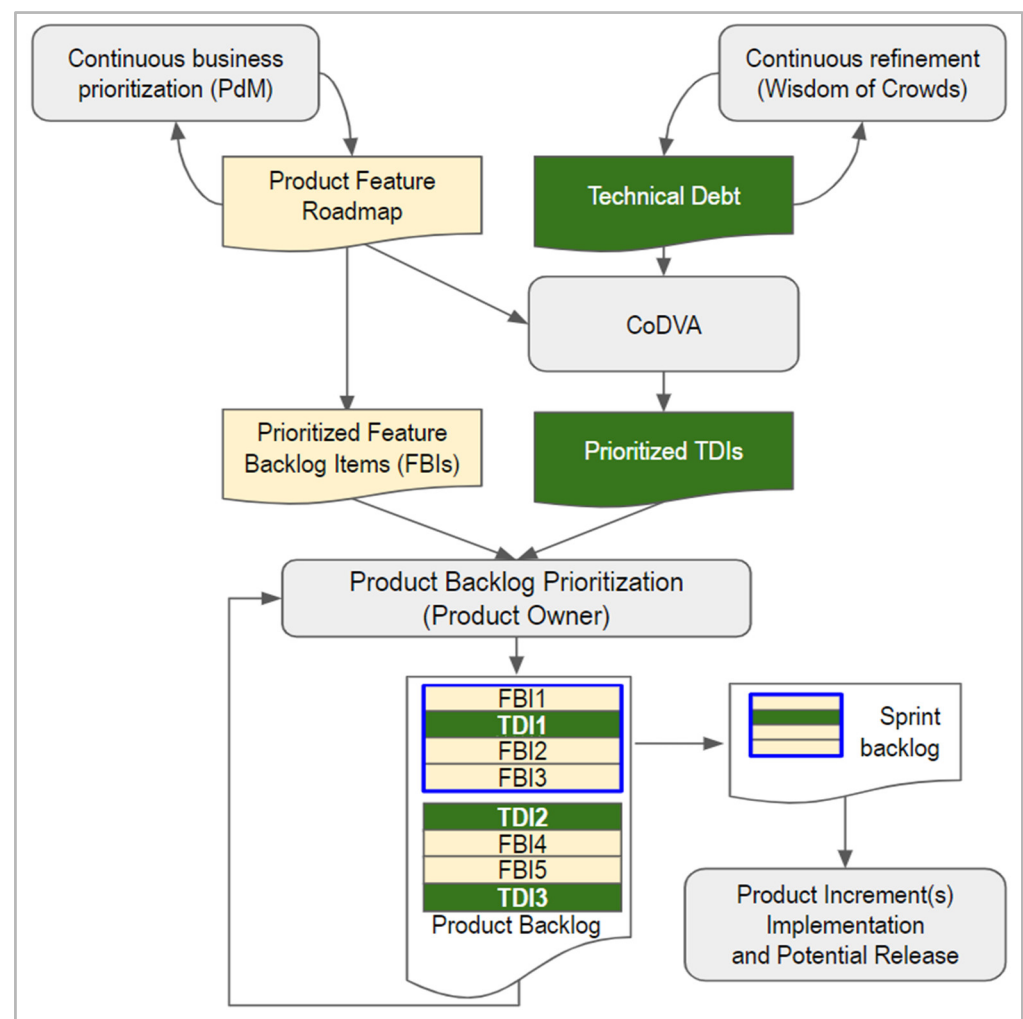 Continuous business
prioritization (PdM)
Continuous refinement
(Wisdom of Crowds)
Product Feature
Roadmap
Technical Debt
CoDVA
Prioritized Feature
Backlog Items (FBIs)
Prioritized TDIs
Product Backlog Prioritization
(Product Owner)
FBI1
TDI1
FBI2
FBI3
TDI2
FBI4
FBI5
TDI3
Product Backlog
Sprint
backlog
Product Increment(s)
Implementation
and Potential Release